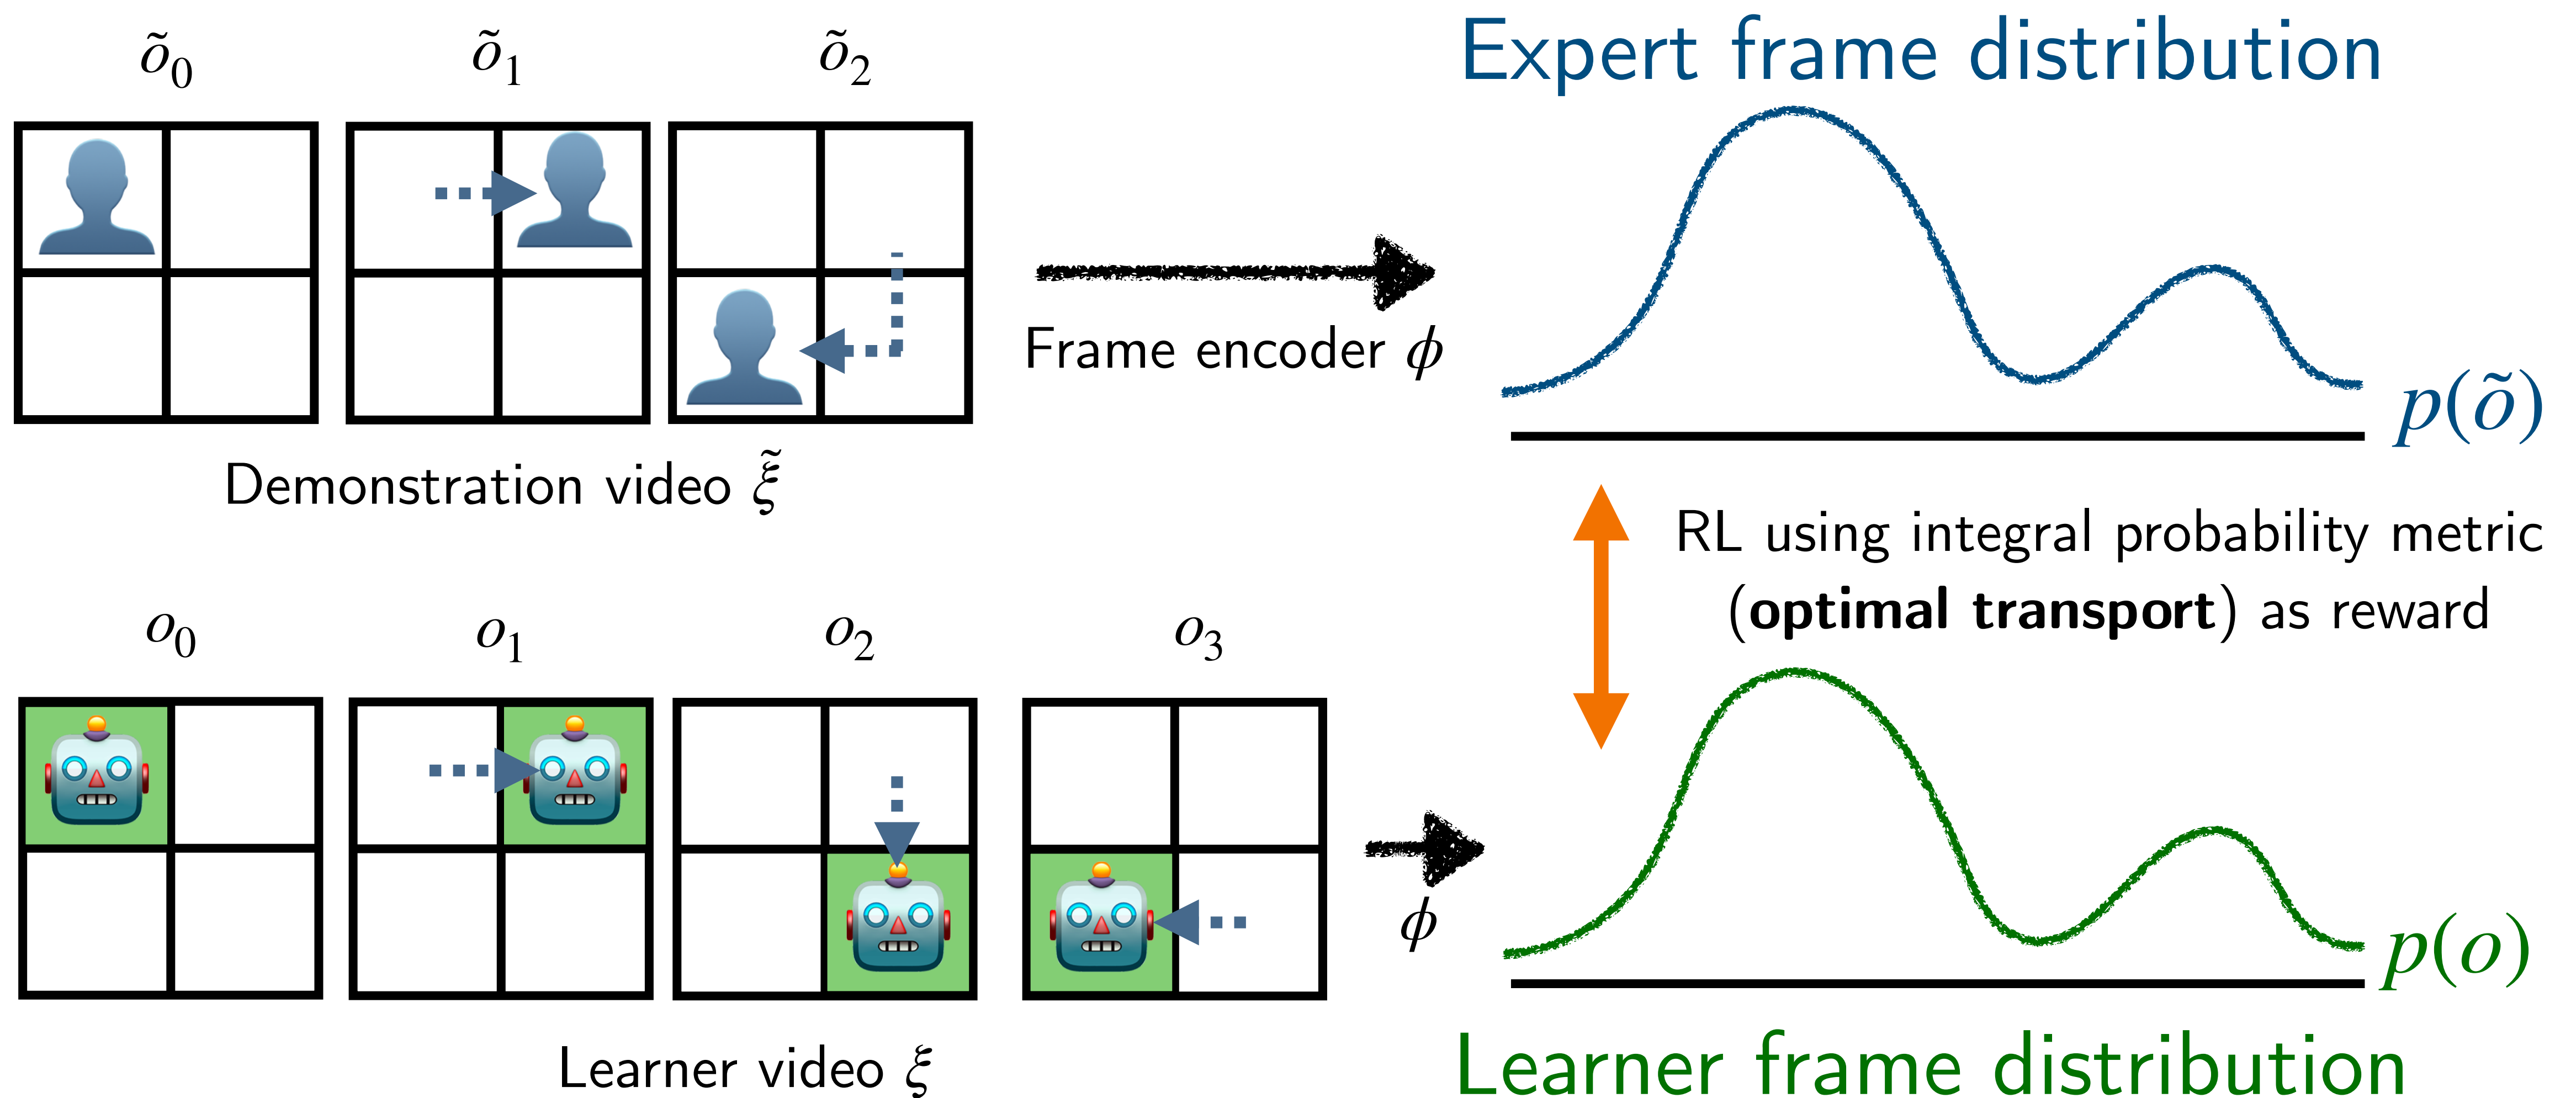 õ₀ õ₁ õ₂
Expert frame distribution
Frame encoder ϕ
p(õ)
Demonstration video ξ̃
RL using integral probability metric
(optimal transport) as reward
o₀ o₁ o₂ o₃
ϕ
p(o)
Learner video ξ
Learner frame distribution